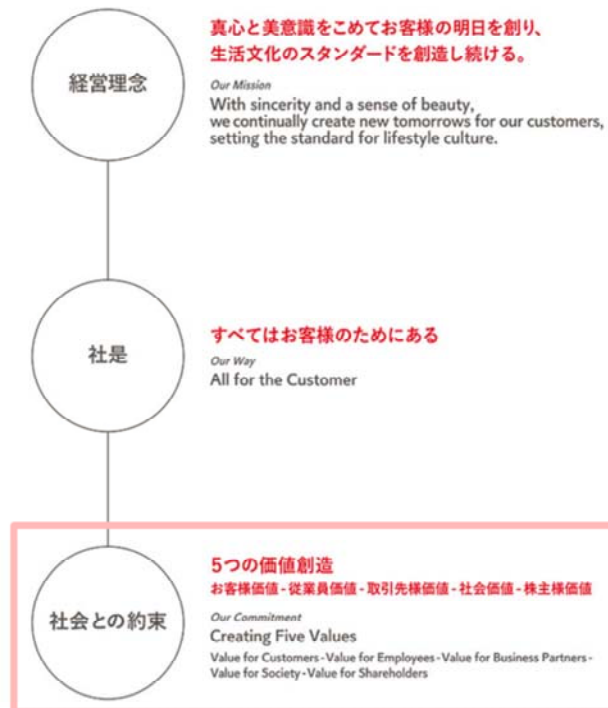 経営理念
真心と美意識をこめてお客様の明日を創り、
生活文化のスタンダードを創造し続ける。
Our Mission
With sincerity and a sense of beauty,
we continually create new tomorrows for our customers,
setting the standard for lifestyle culture.
社是
すべてはお客様のためにある
Our Way
All for the Customer
社会との約束
5つの価値創造
お客様価値-従業員価値-取引先様価値-社会価値-株主様価値
Our Commitment
Creating Five Values
Value for Customers-Value for Employees-Value for Business Partners-
Value for Society-Value for Shareholders